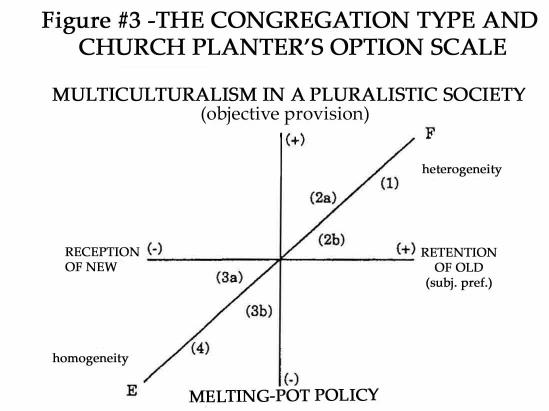 Figure #3 -THE CONGREGATION TYPE AND
CHURCH PLANTER'S OPTION SCALE
MULTICULTURALISM IN A PLURALISTIC SOCIETY
(objective provision)
(+)
F
heterogeneity
(1)
(2a)
(2b)
RECEPTION (-)
OF NEW
(+) RETENTION
OF OLD
(subj. pref.)
(3a)
(3b)
(4)
homogeneity
E
(-)
MELTING-POT POLICY